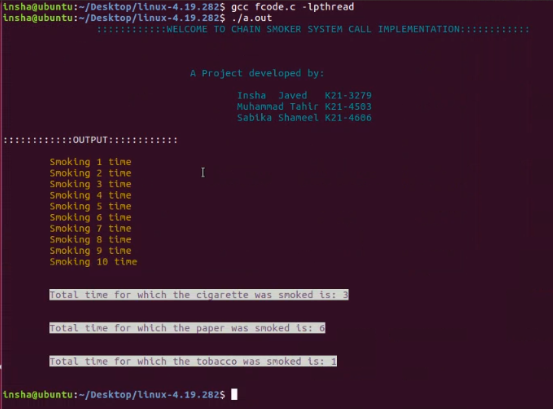 insha@ubuntu:~/Desktop/linux-4.19.282$ gcc fcode.c -lpthread
insha@ubuntu:~/Desktop/linux-4.19.282$ ./a.out
::::::::::::WELCOME TO CHAIN SMOKER SYSTEM CALL IMPLEMENTATION::::::::::::
A Project developed by:
Insha Javed K21-3279
Muhammad Tahir K21-4503
Sabika Shameel K21-4606
::::::::::::OUTPUT::::::::::::
Smoking 1 time
Smoking 2 time
Smoking 3 time
Smoking 4 time
Smoking 5 time
Smoking 6 time
Smoking 7 time
Smoking 8 time
Smoking 9 time
Smoking 10 time
Total time for which the cigarette was smoked is: 3
Total time for which the paper was smoked is: 6
Total time for which the tobacco was smoked is: 1
insha@ubuntu:~/Desktop/linux-4.19.282$